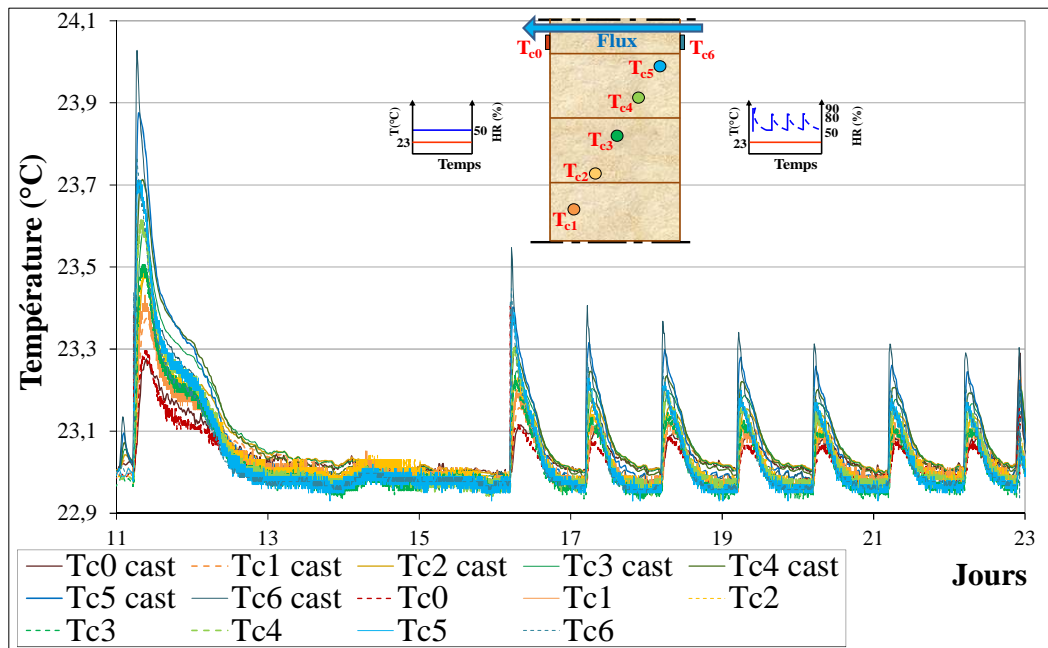 Température (°C)
24,1
23,9
23,7
23,5
23,3
23,1
22,9
11
13
15
17
19
21
23
Jours
Flux
Tc0
Tc6
Tc5
Tc4
Tc3
Tc2
Tc1
T(°C)
23
50
HR (%)
Temps
T(°C)
23
90
80
50
HR (%)
Temps
Tc0 cast Tc1 cast Tc2 cast Tc3 cast Tc4 cast
Tc5 cast Tc6 cast Tc0 Tc1 Tc2
Tc3 Tc4 Tc5 Tc6